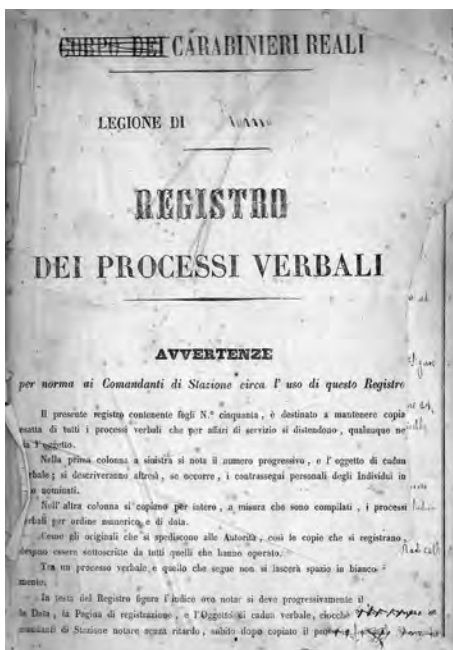 CORPO DEI CARABINIERI REALI
LEGIONE DI
REGISTRO
DEI PROCESSI VERBALI
AVVERTENZE
per norma ai Comandanti di Stazione circa l' uso di questo Registro
Il presente registro contenente fogli N.° cinquanta, è destinato a mantenere copia
esatta di tutti i processi verbali che per affari di servizio si distendono, qualunque ne
sia l'oggetto.
Nella prima colonna a sinistra si nota il numero progressivo, e l' oggetto di cadun
verbale; si descriveranno altresì, se occorre, i contrassegni personali degli Individui in
nominati.
Nell' altra colonna si copiano per intero, a misura che sono compilati, i processi
verbali per ordine numerico e di data.
Come gli originali che si spediscono alle Autorità, così le copie che si registrano,
devono essere sottoscritte da tutti quelli che hanno operato.
Tra un processo verbale e quello che segue non si lascerà spazio in bianco
mente.
In testa del Registro figura l'indice ove notar si deve progressivamente il
la Data, la Pagina di registrazione, e l'Oggetto di cadun verbale, ciocchè
mandanti di Stazione notare senza ritardo, subito dopo copiato il